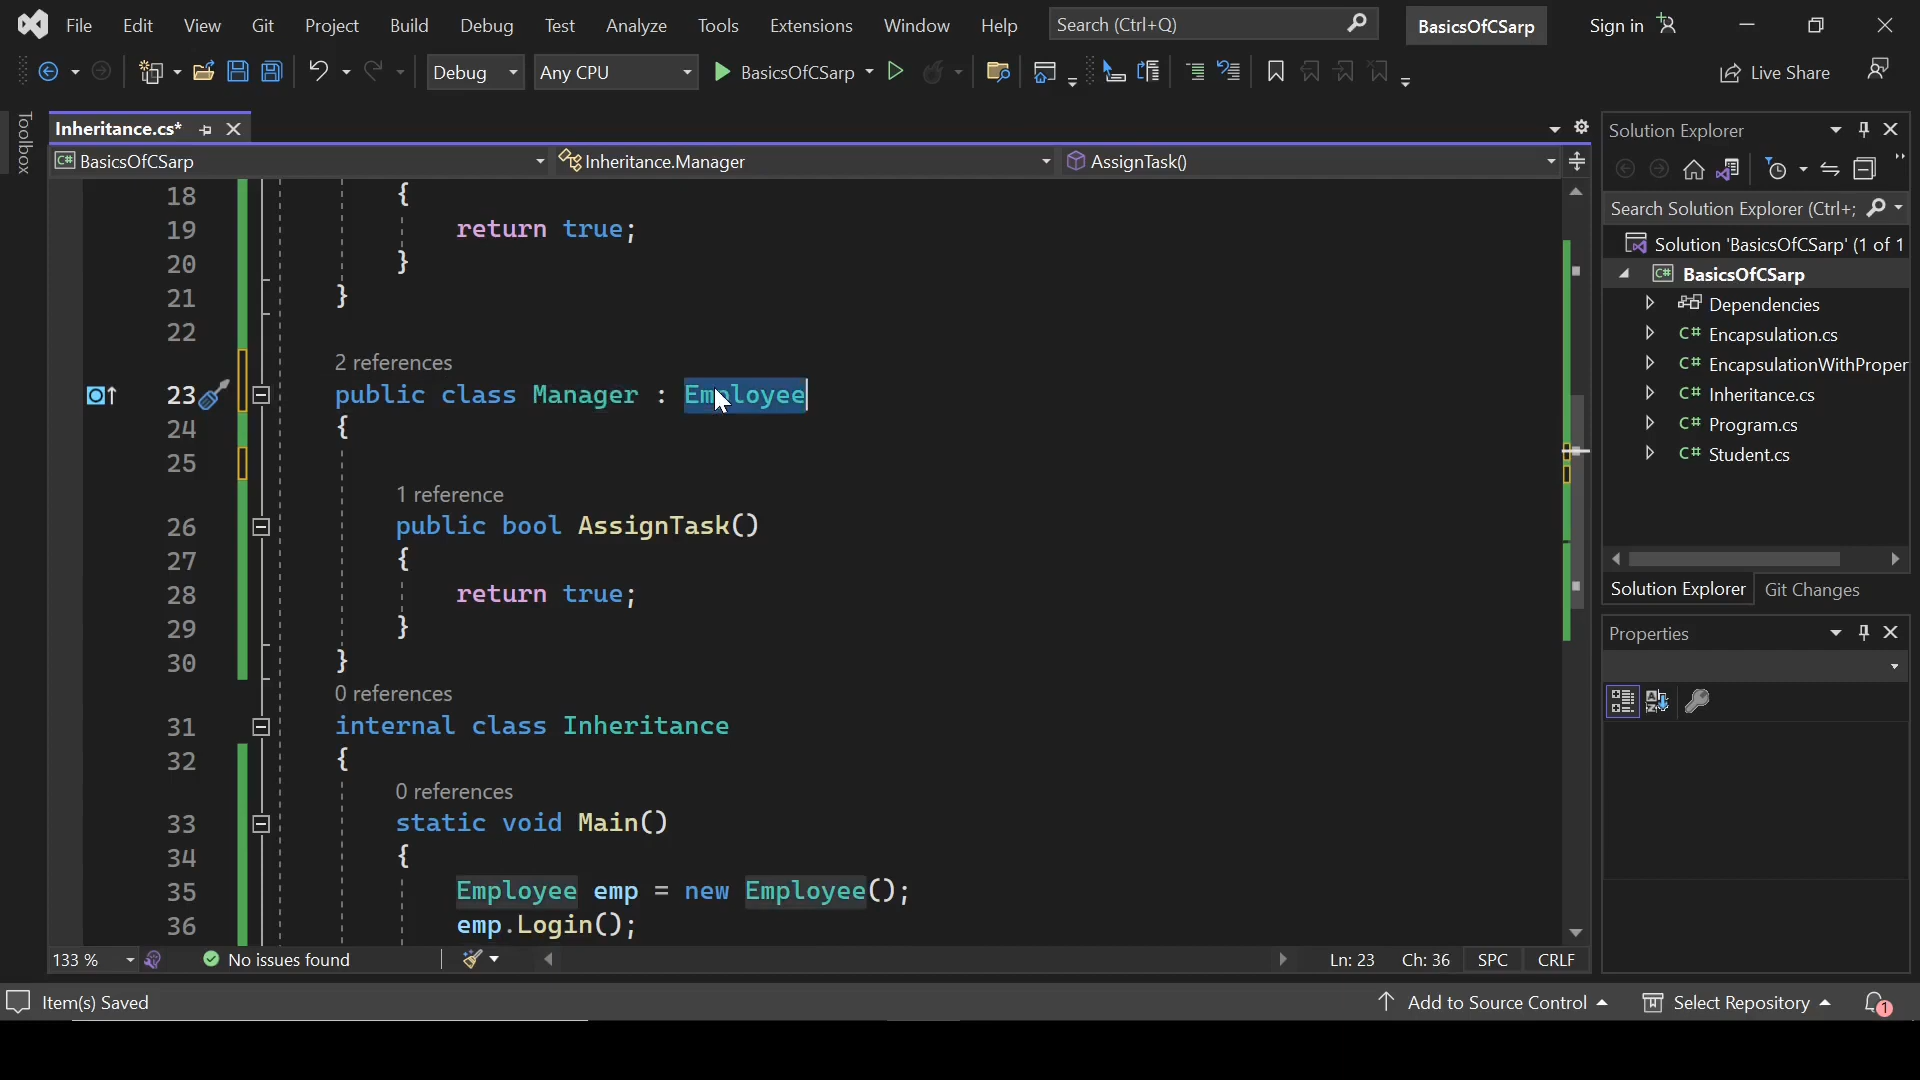 File Edit View Git Project Build Debug Test Analyze Tools Extensions Window Help Search (Ctrl+Q) BasicsOfCSarp Sign in
Debug Any CPU BasicsOfCSarp Live Share
Toolbox
Inheritance.cs*
BasicsOfCSarp Inheritance.Manager AssignTask()
18 {
19 return true;
20 }
21 }
22
2 references
23 public class Manager : Employee
24 {
25
1 reference
26 public bool AssignTask()
27 {
28 return true;
29 }
30 }
0 references
31 internal class Inheritance
32 {
0 references
33 static void Main()
34 {
35 Employee emp = new Employee();
36 emp.Login();
133 % No issues found Ln: 23 Ch: 36 SPC CRLF
Solution Explorer
Search Solution Explorer (Ctrl+;
Solution 'BasicsOfCSarp' (1 of 1
C# BasicsOfCSarp
Dependencies
C# Encapsulation.cs
C# EncapsulationWithProper
C# Inheritance.cs
C# Program.cs
C# Student.cs
Solution Explorer Git Changes
Properties
Item(s) Saved Add to Source Control Select Repository 1